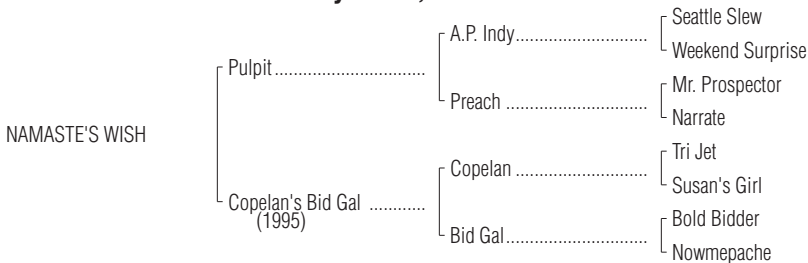 Seattle Slew
A.P. Indy
Weekend Surprise
Pulpit
Mr. Prospector
Preach
Narrate
NAMASTE'S WISH
Tri Jet
Copelan
Susan's Girl
Copelan's Bid Gal
(1995)
Bold Bidder
Bid Gal
Nowmepache